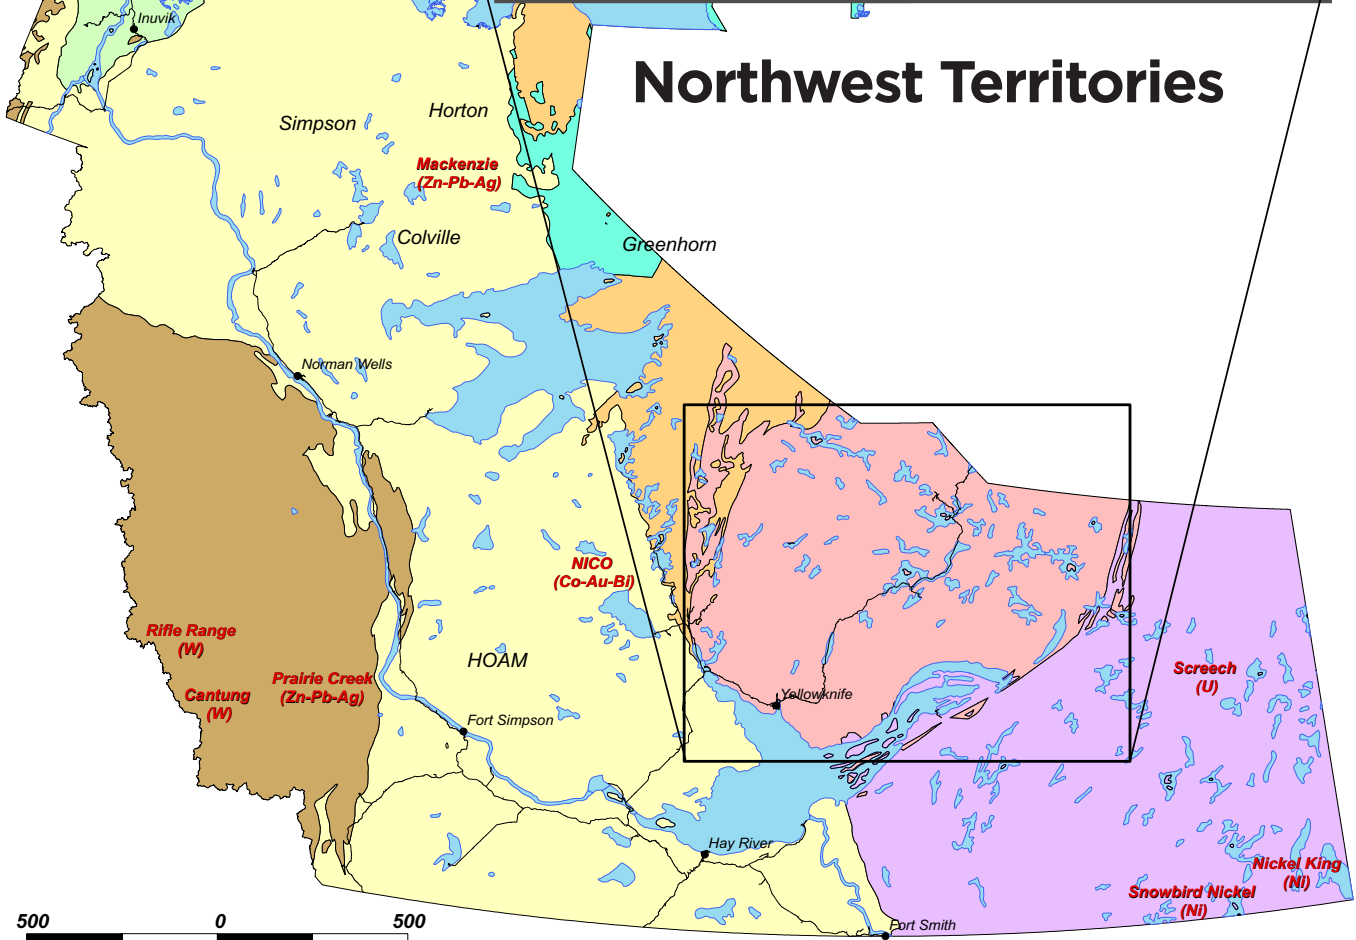 Inuvik
Northwest Territories
Horton
Simpson
Mackenzie
(Zn-Pb-Ag)
Colville
Greenhorn
Norman Wells
NICO
(Co-Au-Bi)
Rifle Range
(W)
HOAM
Prairie Creek
(Zn-Pb-Ag)
Cantung
(W)
Screech
(U)
Yellowknife
Fort Simpson
Hay River
Nickel King
(Ni)
Snowbird Nickel
(Ni)
Fort Smith
500 0 500